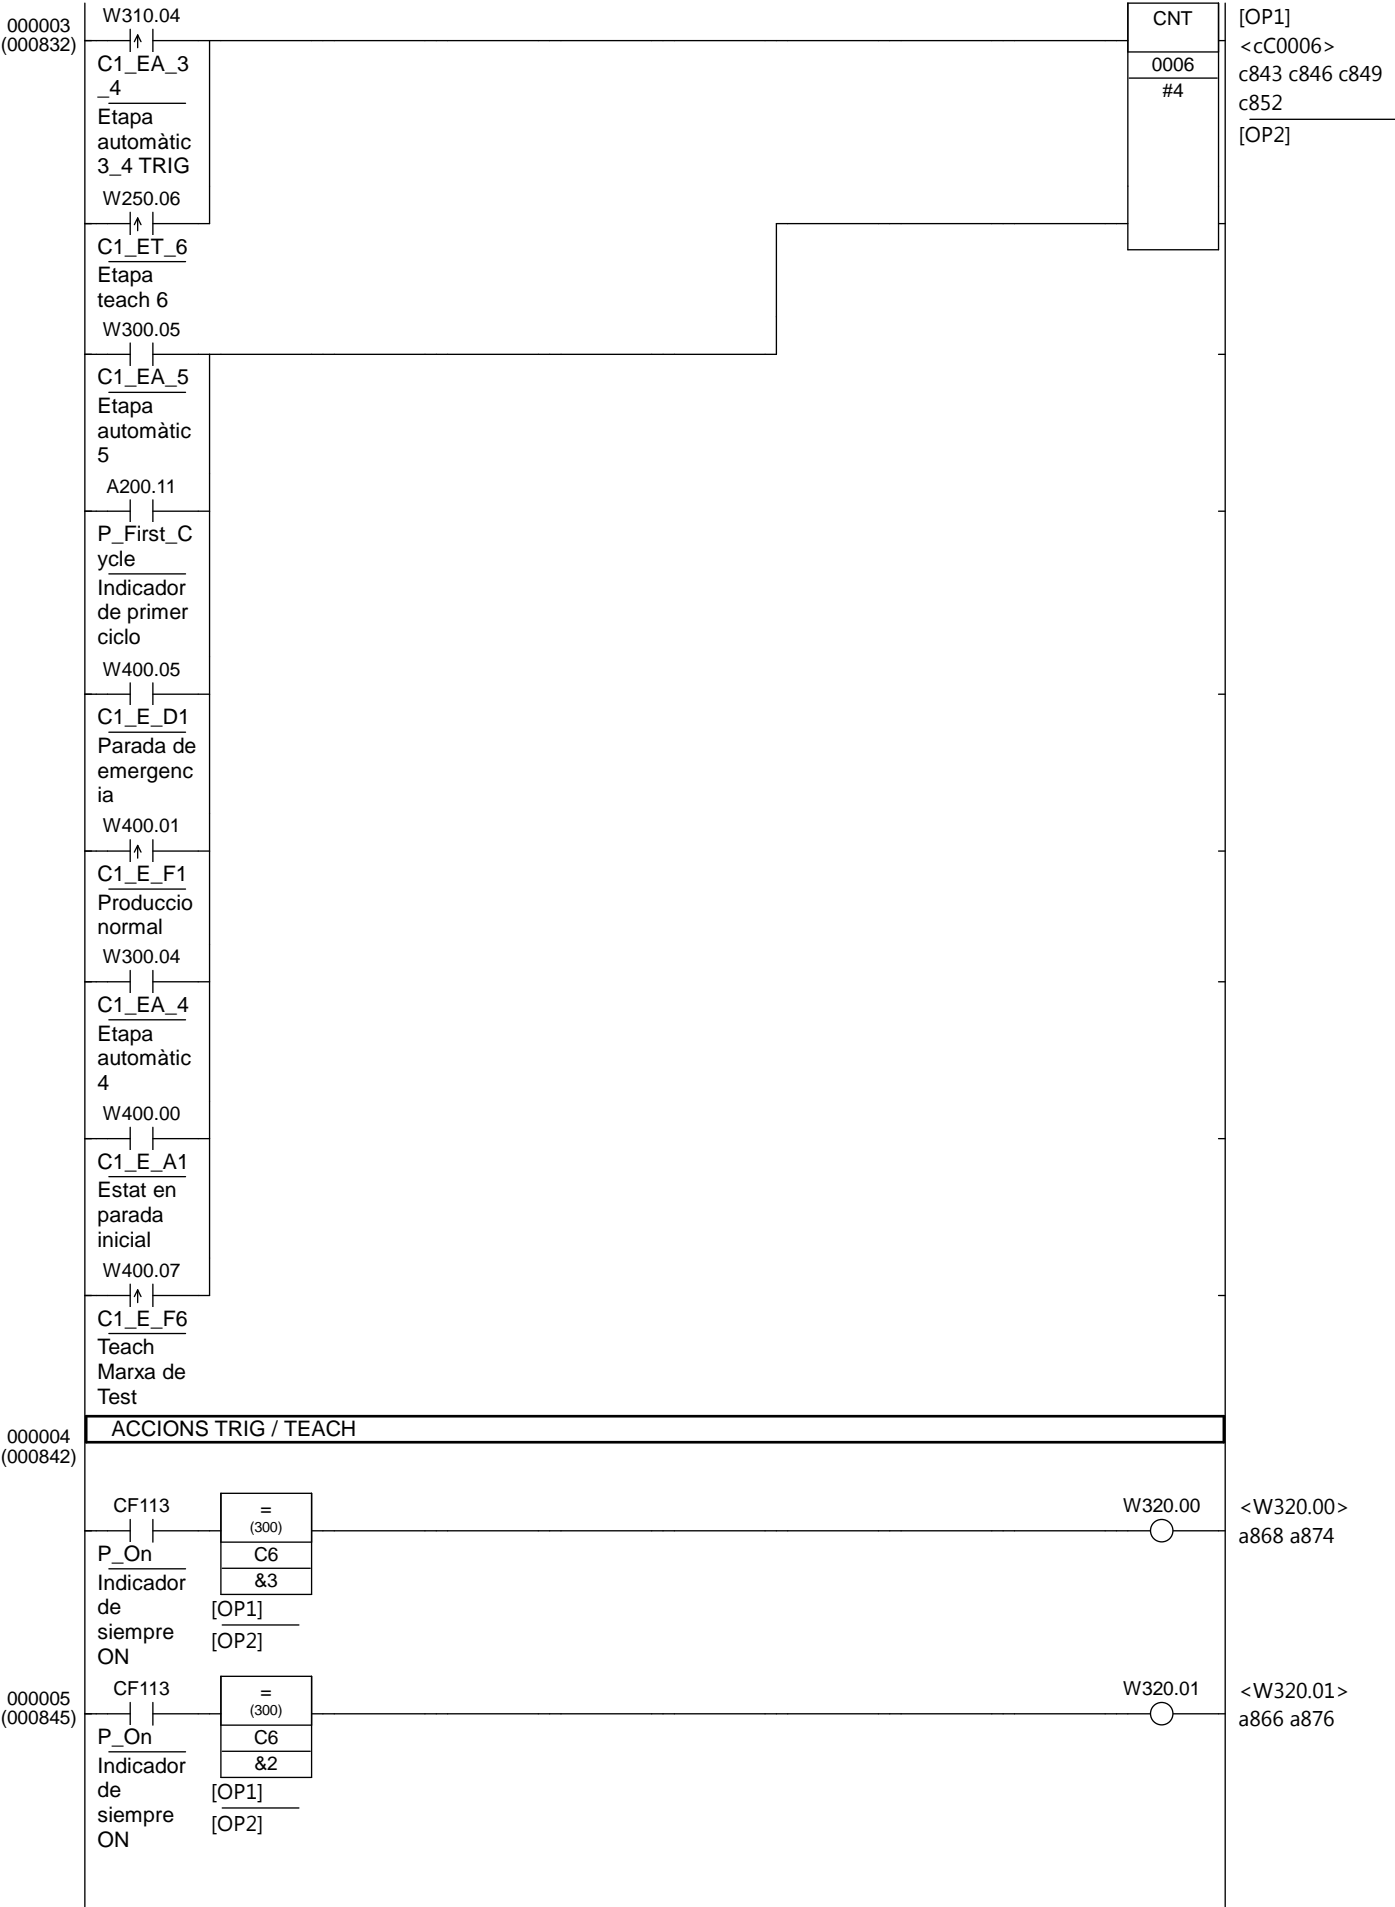 000003
(000832)
W310.04
C1_EA_3
_4
Etapa
automàtic
3_4 TRIG
W250.06
C1_ET_6
Etapa
teach 6
CNT
0006
#4
[OP1]
<cC0006>
c843 c846 c849
c852
[OP2]
W300.05
C1_EA_5
Etapa
automàtic
5
A200.11
P_First_C
ycle
Indicador
de primer
ciclo
W400.05
C1_E_D1
Parada de
emergenc
ia
W400.01
C1_E_F1
Produccio
normal
W300.04
C1_EA_4
Etapa
automàtic
4
W400.00
C1_E_A1
Estat en
parada
inicial
W400.07
C1_E_F6
Teach
Marxa de
Test
000004
(000842)
ACCIONS TRIG / TEACH
CF113
P_On
Indicador
de
siempre
ON
=
(300)
C6
&3
[OP1]
[OP2]
W320.00
<W320.00>
a868 a874
000005
(000845)
CF113
P_On
Indicador
de
siempre
ON
=
(300)
C6
&2
[OP1]
[OP2]
W320.01
<W320.01>
a866 a876